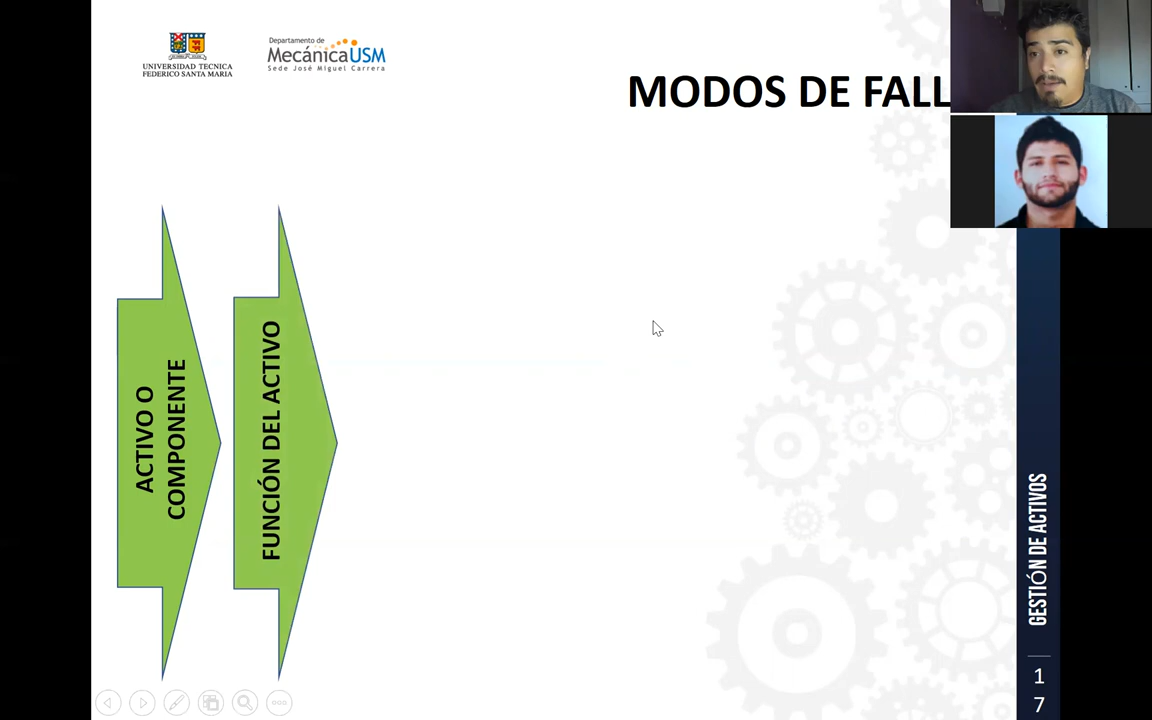 UNIVERSIDAD TECNICA
FEDERICO SANTA MARIA
Departamento de
MecánicaUSM
Sede José Miguel Carrera
MODOS DE FALL
ACTIVO O
COMPONENTE
FUNCIÓN DEL ACTIVO
GESTIÓN DE ACTIVOS
1
7